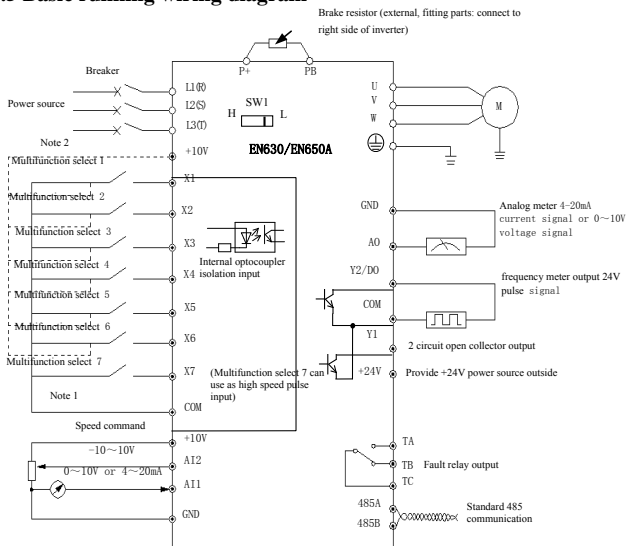 Brake resistor (external, fitting parts: connect to
right side of inverter)
P+
PB
Breaker
Power source
L1(R)
L2(S)
L3(T)
SW1
H
L
U
V
W
M
Note 2
+10V
EN630/EN650A
Multifunction select 1
X1
Multifunction select 2
X2
Multifunction select 3
X3
Multifunction select 4
X4
Multifunction select 5
X5
Multifunction select 6
X6
Multifunction select 7
X7
Note 1
COM
Internal optocoupler
isolation input
(Multifunction select 7 can
use as high speed pulse
input)
GND
AO
Analog meter 4-20mA
current signal or 0～10V
voltage signal
Y2/DO
COM
frequency meter output 24V
pulse signal
Y1
2 circuit open collector output
+24V
Provide +24V power source outside
Speed command
+10V
-10～10V
AI2
0～10V or 4～20mA
AI1
GND
TA
TB
TC
Fault relay output
485A
485B
Standard 485
communication